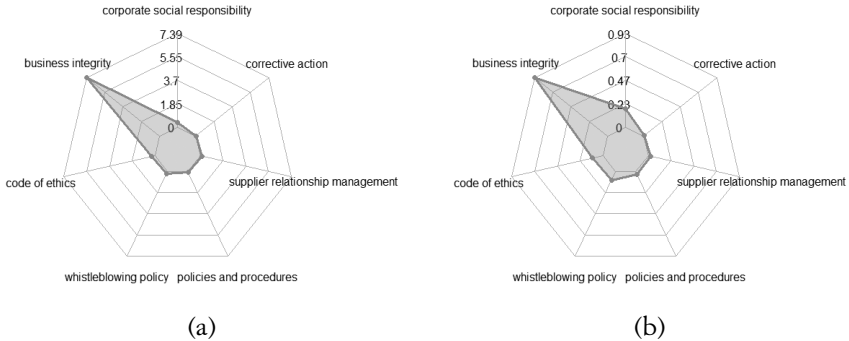 corporate social responsibility
7.39
5.55
3.7
1.85
0
business integrity
corrective action
code of ethics
supplier relationship management
whistleblowing policy
policies and procedures
(a)
corporate social responsibility
0.93
0.7
0.47
0.23
0
business integrity
corrective action
code of ethics
supplier relationship management
whistleblowing policy
policies and procedures
(b)